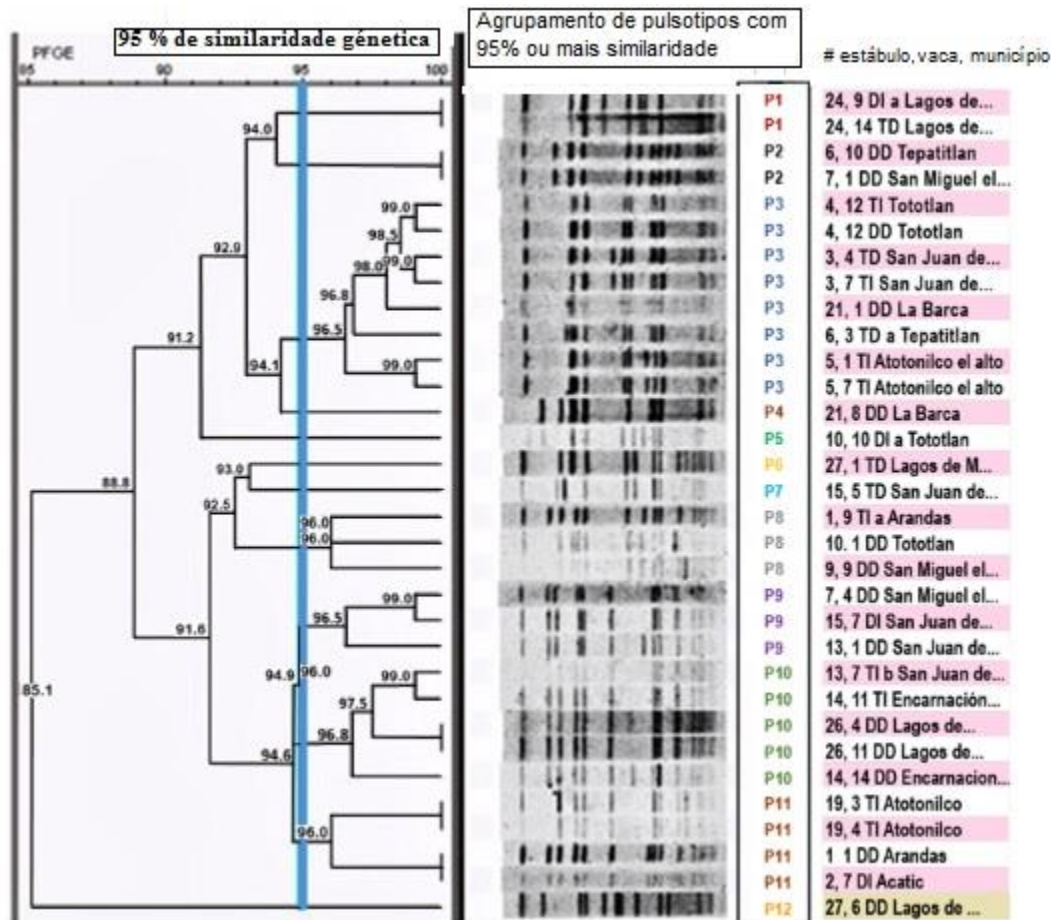 95 % de similaridade génetica
Agrupamento de pulsotipos com
95% ou mais similaridade
# estábulo, vaca, município
PFGE
85 90 95 100
P1 24, 9 DI a Lagos de...
P1 24, 14 TD Lagos de...
P2 6, 10 DD Tepatitlan
P2 7, 1 DD San Miguel el...
P3 4, 12 TI Tototlan
P3 4, 12 DD Tototlan
P3 3, 4 TD San Juan de...
P3 3, 7 TI San Juan de...
P3 21, 1 DD La Barca
P3 6, 3 TD a Tepatitlan
P3 5, 1 TI Atotonilco el alto
P3 5, 7 TI Atotonilco el alto
P4 21, 8 DD La Barca
P5 10, 10 DI a Tototlan
P6 27, 1 TD Lagos de M...
P7 15, 5 TD San Juan de...
P8 1, 9 TI a Arandas
P8 10. 1 DD Tototlan
P8 9, 9 DD San Miguel el...
P9 7, 4 DD San Miguel el...
P9 15, 7 DI San Juan de...
P9 13, 1 DD San Juan de...
P10 13, 7 TI b San Juan de...
P10 14, 11 TI Encarnación...
P10 26, 4 DD Lagos de...
P10 26, 11 DD Lagos de...
P10 14, 14 DD Encarnacion...
P11 19, 3 TI Atotonilco
P11 19, 4 TI Atotonilco
P11 1 1 DD Arandas
P11 2, 7 DI Acatic
P12 27, 6 DD Lagos de ...
94.0
99.0
98.5
92.9
99.0
98.0
96.8
96.5
91.2
94.1
99.0
88.8
93.0
92.5
96.0
96.0
99.0
96.5
91.6
94.9
96.0
99.0
85.1
97.5
96.8
94.6
96.0